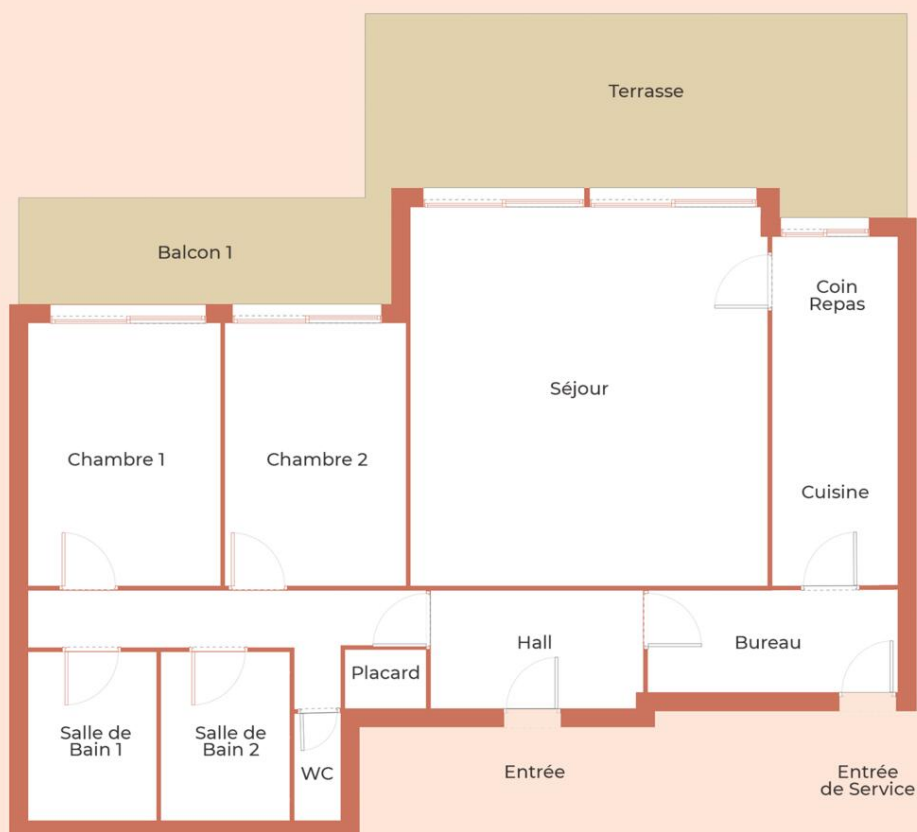 Terrasse
Balcon 1
Coin
Repas
Séjour
Chambre 1
Chambre 2
Cuisine
Hall
Bureau
Placard
Salle de
Bain 1
Salle de
Bain 2
WC
Entrée
Entrée
de Service